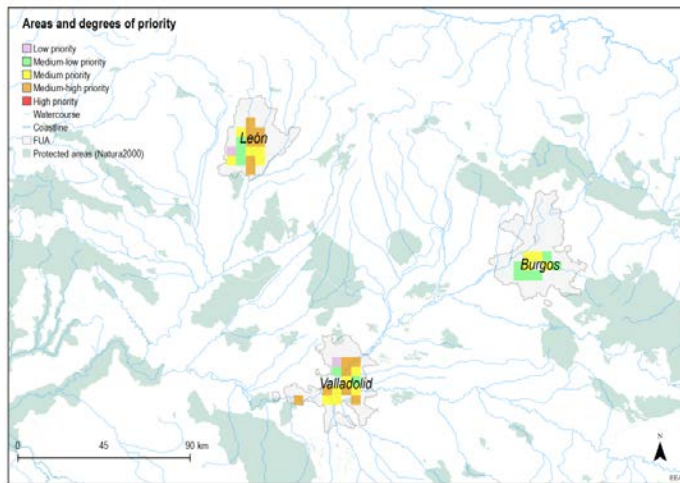 Areas and degrees of priority
Low priority
Medium-low priority
Medium priority
Medium-high priority
High priority
Watercourse
Coastline
FUA
Protected areas (Natura2000)
León
Burgos
Valladolid
0 45 90 km
N